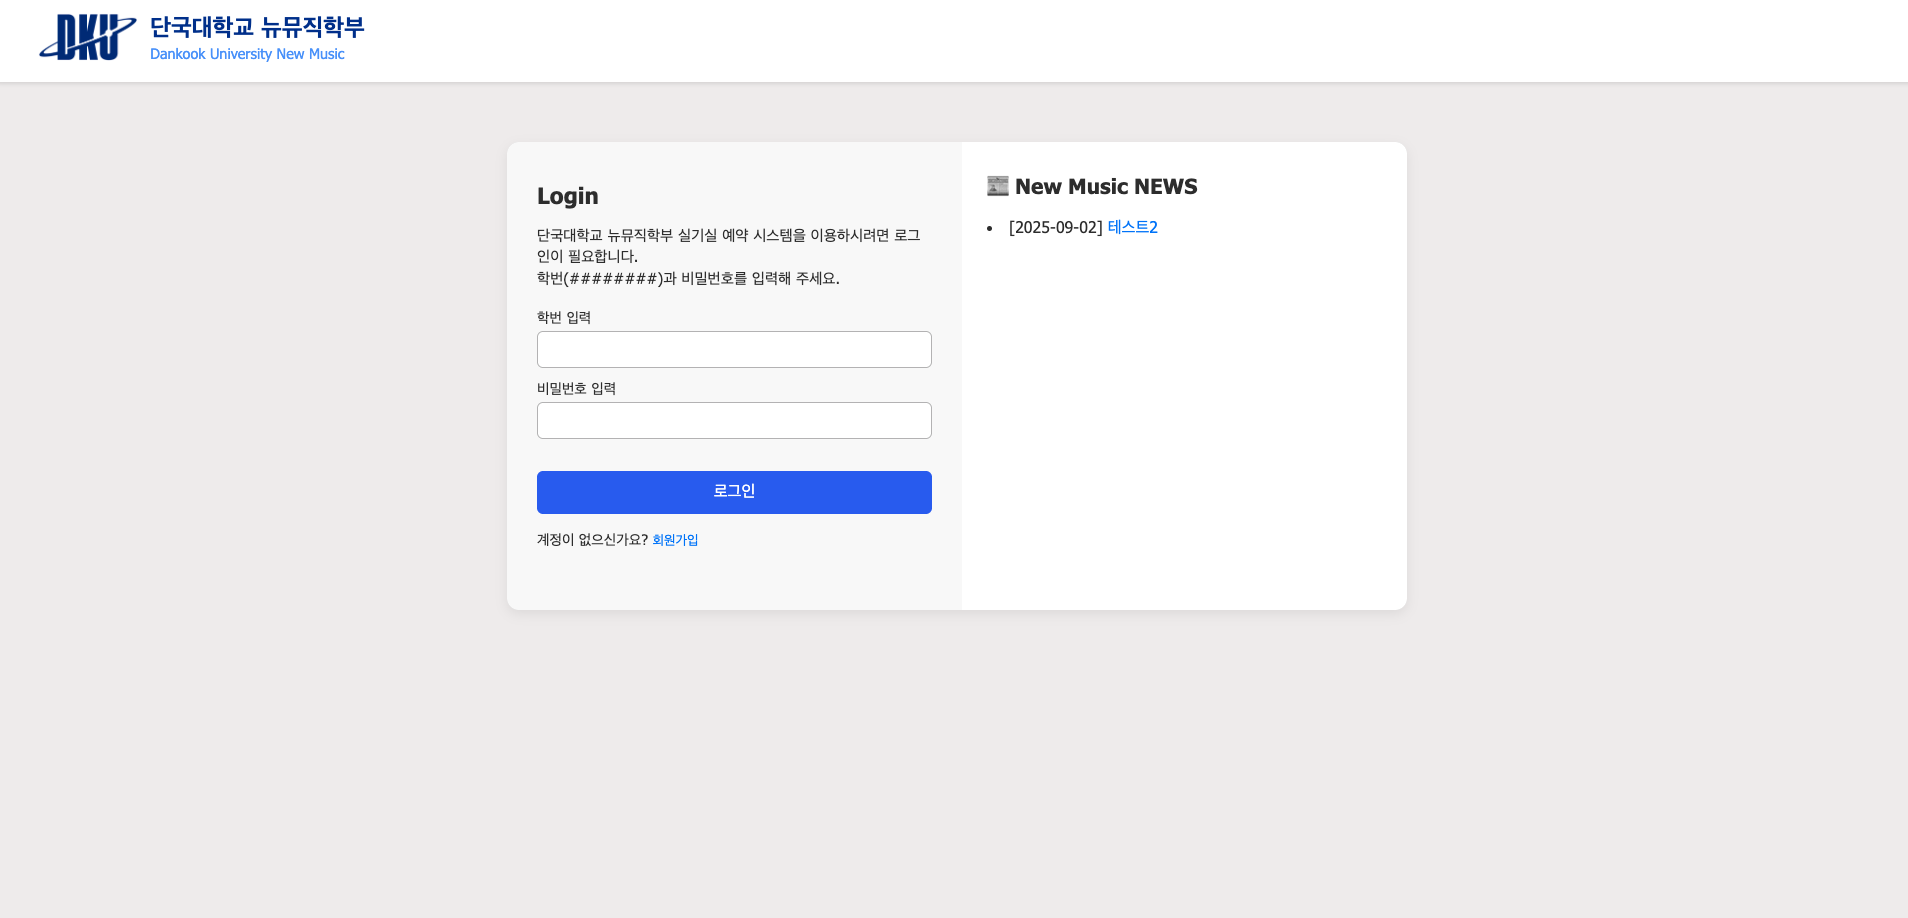 DKU
단국대학교 뉴뮤직학부
Dankook University New Music
Login
단국대학교 뉴뮤직학부 실기실 예약 시스템을 이용하시려면 로그
인이 필요합니다.
학번(########)과 비밀번호를 입력해 주세요.
학번 입력
비밀번호 입력
로그인
계정이 없으신가요? 회원가입
New Music NEWS
[2025-09-02] 테스트2